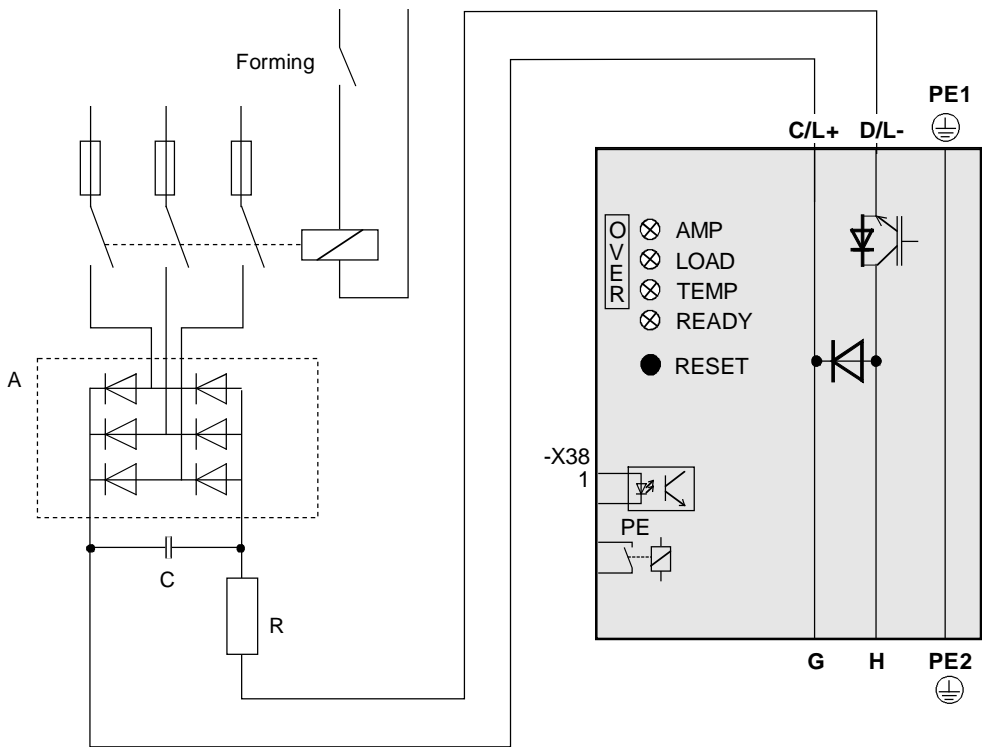 Forming
PE1
C/L+ D/L-
OVER
AMP
LOAD
TEMP
READY
RESET
A
-X38
1
PE
C
R
G H PE2